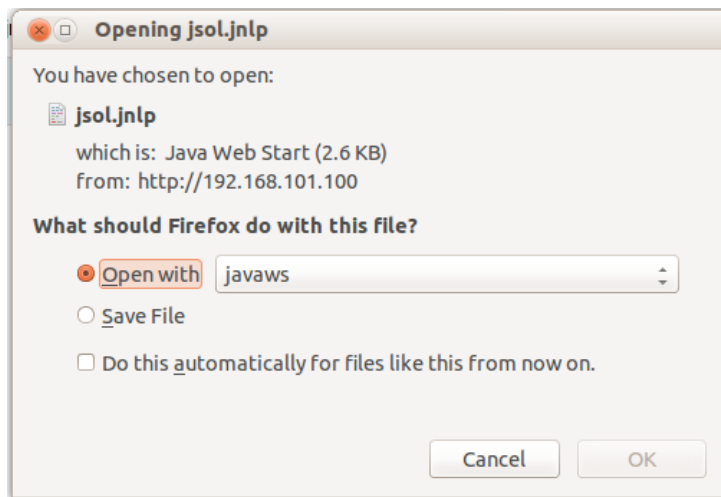 Opening jsol.jnlp
You have chosen to open:
jsol.jnlp
which is: Java Web Start (2.6 KB)
from: http://192.168.101.100
What should Firefox do with this file?
Open with javaws
Save File
Do this automatically for files like this from now on.
Cancel OK